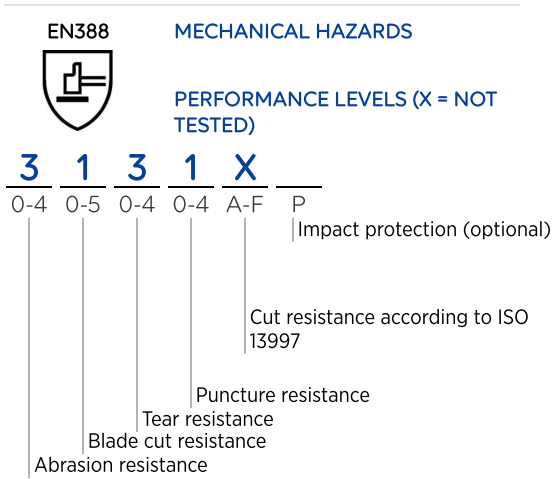 EN388
MECHANICAL HAZARDS
PERFORMANCE LEVELS (X = NOT
TESTED)
3 1 3 1 X
0-4 0-5 0-4 0-4 A-F P
Impact protection (optional)
Cut resistance according to ISO
13997
Puncture resistance
Tear resistance
Blade cut resistance
Abrasion resistance